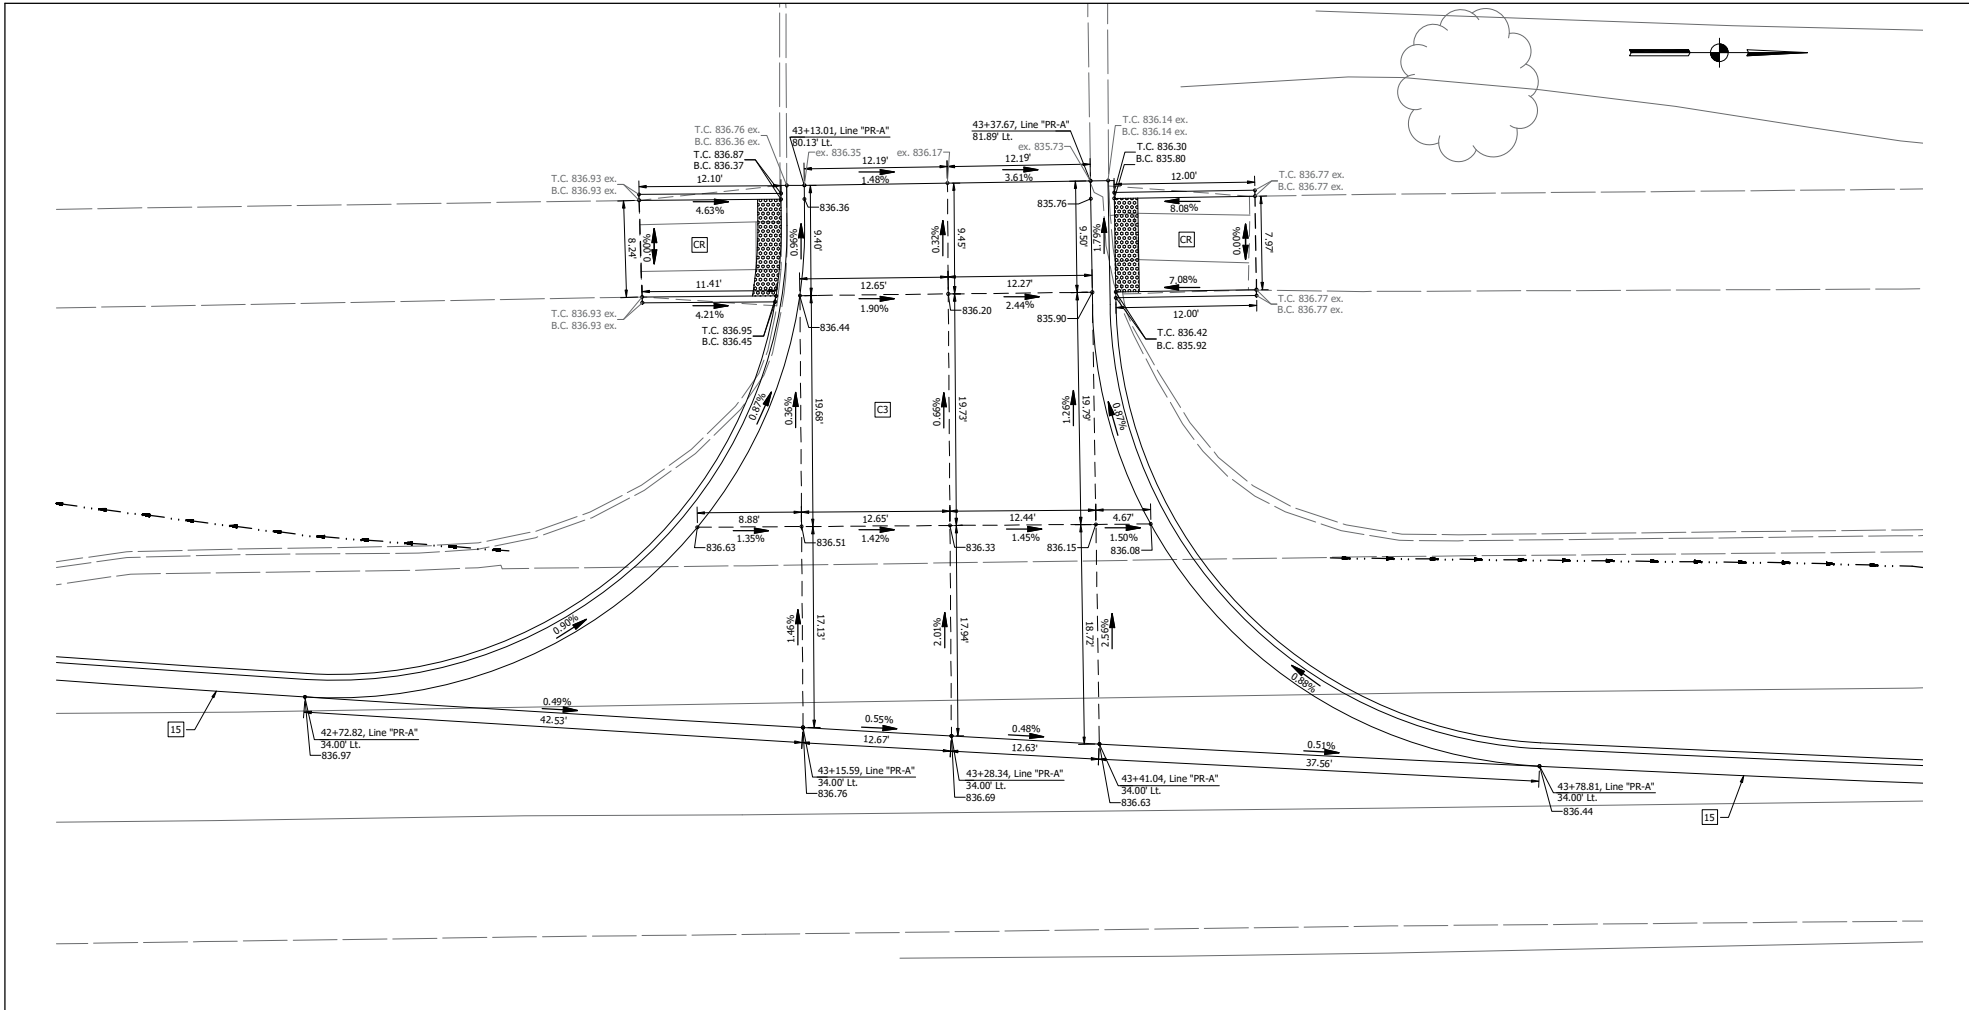 T.C. 836.76 ex.
B.C. 836.36 ex.
T.C. 836.87
B.C. 836.37
43+13.01, Line "PR-A"
80.13' Lt.
43+37.67, Line "PR-A"
81.89' Lt.
T.C. 836.14 ex.
B.C. 836.14 ex.
T.C. 836.30
B.C. 835.80
ex. 836.35
ex. 836.17
ex. 835.73
12.19'
1.48%
12.19'
3.61%
T.C. 836.93 ex.
B.C. 836.93 ex.
12.10'
4.63%
12.00'
8.08%
T.C. 836.77 ex.
B.C. 836.77 ex.
836.36
835.76
8.24'
0.00%
CR
0.96%
9.40'
0.32%
9.45'
9.50'
1.79%
CR
0.00%
7.97'
11.41'
4.21%
12.65'
1.90%
12.27'
2.44%
7.08%
12.00'
T.C. 836.93 ex.
B.C. 836.93 ex.
T.C. 836.95
B.C. 836.45
836.44
836.20
835.90
T.C. 836.77 ex.
B.C. 836.77 ex.
T.C. 836.42
B.C. 835.92
0.87%
0.36%
19.68'
C3
0.66%
19.73'
1.26%
19.79'
0.87%
8.88'
1.35%
12.65'
1.42%
12.44'
1.45%
4.67'
1.50%
836.63
836.51
836.33
836.15
836.08
0.90%
1.46%
17.13'
2.01%
17.94'
18.72'
2.56%
0.88%
0.49%
42.53'
0.55%
12.67'
0.48%
12.63'
0.51%
37.56'
15
42+72.82, Line "PR-A"
34.00' Lt.
836.97
43+15.59, Line "PR-A"
34.00' Lt.
836.76
43+28.34, Line "PR-A"
34.00' Lt.
836.69
43+41.04, Line "PR-A"
34.00' Lt.
836.63
43+78.81, Line "PR-A"
34.00' Lt.
836.44
15